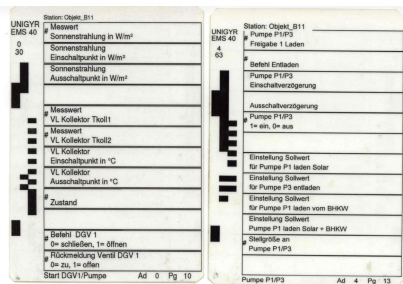 Station: Objekt_B11
UNIGYR
EMS 40
0
30
# Messwert
Sonnenstrahlung in W/m²
Sonnenstrahlung
Einschaltpunkt in W/m²
Sonnenstrahlung
Ausschaltpunkt in W/m²
# Messwert
VL Kollektor Tkoll1
# Messwert
VL Kollektor Tkoll2
VL Kollektor
Einschaltpunkt in °C
VL Kollektor
Ausschaltpunkt in °C
# Zustand
# Befehl DGV 1
0= schließen, 1= öffnen
# Rückmeldung Ventil DGV 1
0= zu, 1= offen
Start DGV1/Pumpe Ad 0 Pg 10
Station: Objekt_B11
UNIGYR
EMS 40
4
63
# Pumpe P1/P3
Freigabe 1 Laden
#
Befehl Entladen
Pumpe P1/P3
Einschaltverzögerung
Ausschaltverzögerung
# Pumpe P1/P3
1= ein, 0= aus
Einstellung Sollwert
für Pumpe P1 laden Solar
Einstellung Sollwert
für Pumpe P3 entladen
Einstellung Sollwert
für Pumpe P1 laden vom BHKW
Einstellung Sollwert
Pumpe P1 laden Solar + BHKW
# Stellgröße an
Pumpe P1/P3
Pumpe P1/P3 Ad 4 Pg 13